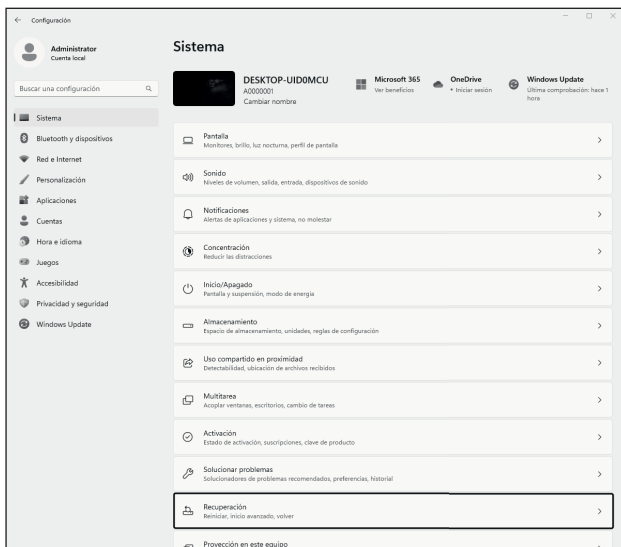 Configuración
Administrator
Cuenta local
Buscar una configuración
Sistema
Bluetooth y dispositivos
Red e Internet
Personalización
Aplicaciones
Cuentas
Hora e idioma
Juegos
Accesibilidad
Privacidad y seguridad
Windows Update
Sistema
DESKTOP-UID0MCU
A0000001
Cambiar nombre
Microsoft 365
Ver beneficios
OneDrive
• Iniciar sesión
Windows Update
Última comprobación: hace 1
hora
Pantalla
Monitores, brillo, luz nocturna, perfil de pantalla
Sonido
Niveles de volumen, salida, entrada, dispositivos de sonido
Notificaciones
Alertas de aplicaciones y sistema, no molestar
Concentración
Reducir las distracciones
Inicio/Apagado
Pantalla y suspensión, modo de energía
Almacenamiento
Espacio de almacenamiento, unidades, reglas de configuración
Uso compartido en proximidad
Detectabilidad, ubicación de archivos recibidos
Multitarea
Acoplar ventanas, escritorios, cambio de tareas
Activación
Estado de activación, suscripciones, clave de producto
Solucionar problemas
Solucionadores de problemas recomendados, preferencias, historial
Recuperación
Reiniciar, inicio avanzado, volver
Proyección en este equipo